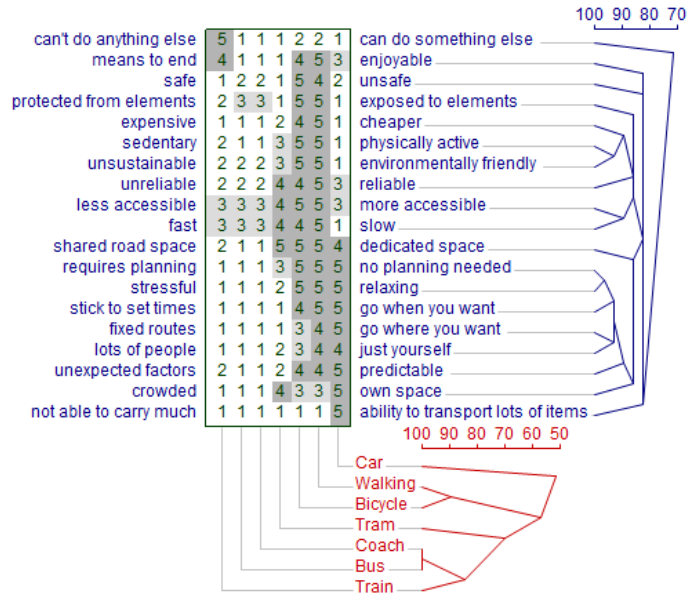 100 90 80 70
can't do anything else 5 1 1 1 2 2 1 can do something else
means to end 4 1 1 1 4 5 3 enjoyable
safe 1 2 2 1 5 4 2 unsafe
protected from elements 2 3 3 1 5 5 1 exposed to elements
expensive 1 1 1 2 4 5 1 cheaper
sedentary 2 1 1 3 5 5 1 physically active
unsustainable 2 2 2 3 5 5 1 environmentally friendly
unreliable 2 2 2 4 4 5 3 reliable
less accessible 3 3 3 4 5 5 3 more accessible
fast 3 3 3 4 4 5 1 slow
shared road space 2 1 1 5 5 5 4 dedicated space
requires planning 1 1 1 3 5 5 5 no planning needed
stressful 1 1 1 2 5 5 5 relaxing
stick to set times 1 1 1 1 4 5 5 go when you want
fixed routes 1 1 1 1 3 4 5 go where you want
lots of people 1 1 1 2 3 4 4 just yourself
unexpected factors 2 1 1 2 4 4 5 predictable
crowded 1 1 1 4 3 3 5 own space
not able to carry much 1 1 1 1 1 1 5 ability to transport lots of items
100 90 80 70 60 50
Car
Walking
Bicycle
Tram
Coach
Bus
Train